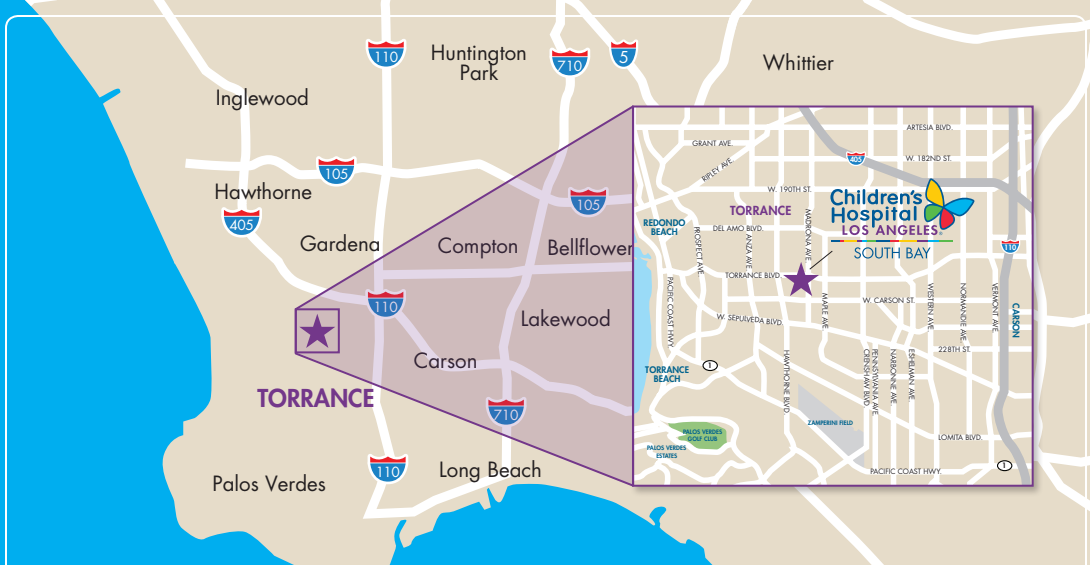 110
Huntington
Park
710
5
Whittier
Inglewood
105
Hawthorne
405
Gardena
105
Compton
Bellflower
110
Lakewood
Carson
TORRANCE
710
110
Long Beach
Palos Verdes
ARTESIA BLVD.
GRANT AVE.
405
W. 182ND ST.
RIPLEY AVE.
W. 190TH ST.
Children's
Hospital
LOS ANGELES®
SOUTH BAY
TORRANCE
REDONDO
BEACH
DEL AMO BLVD.
MADRONA AVE.
PROSPECT AVE.
ANZA AVE.
110
TORRANCE BLVD.
PACIFIC COAST HWY.
MAPLE AVE.
W. CARSON ST.
WESTERN AVE.
NORMANDIE AVE.
VERMONT AVE.
CARSON
W. SEPULVEDA BLVD.
228TH ST.
HAWTHORNE BLVD.
CRENSHAW BLVD.
PENNSYLVANIA AVE.
NARBONNE AVE.
ESHELMAN AVE.
1
TORRANCE
BEACH
ZAMPERINI FIELD
PALOS VERDES
GOLF CLUB
LOMITA BLVD.
PALOS VERDES
ESTATES
1
PACIFIC COAST HWY.